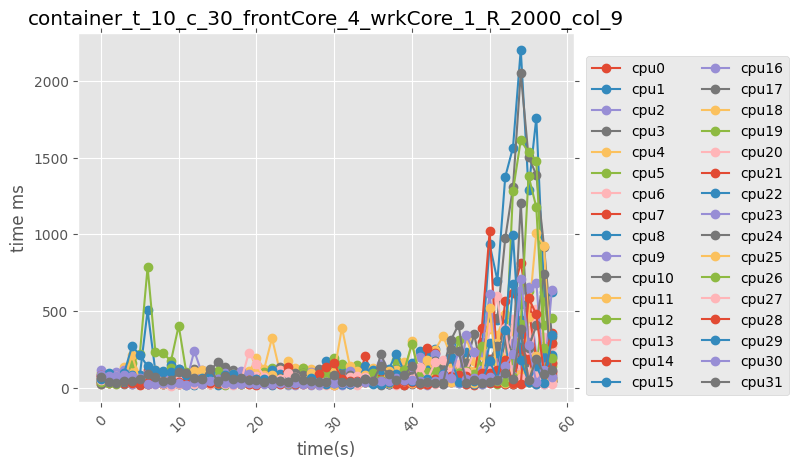 container_t_10_c_30_frontCore_4_wrkCore_1_R_2000_col_9
time ms
2000
1500
1000
500
0
0
10
20
30
40
50
60
time(s)
cpu0
cpu1
cpu2
cpu3
cpu4
cpu5
cpu6
cpu7
cpu8
cpu9
cpu10
cpu11
cpu12
cpu13
cpu14
cpu15
cpu16
cpu17
cpu18
cpu19
cpu20
cpu21
cpu22
cpu23
cpu24
cpu25
cpu26
cpu27
cpu28
cpu29
cpu30
cpu31